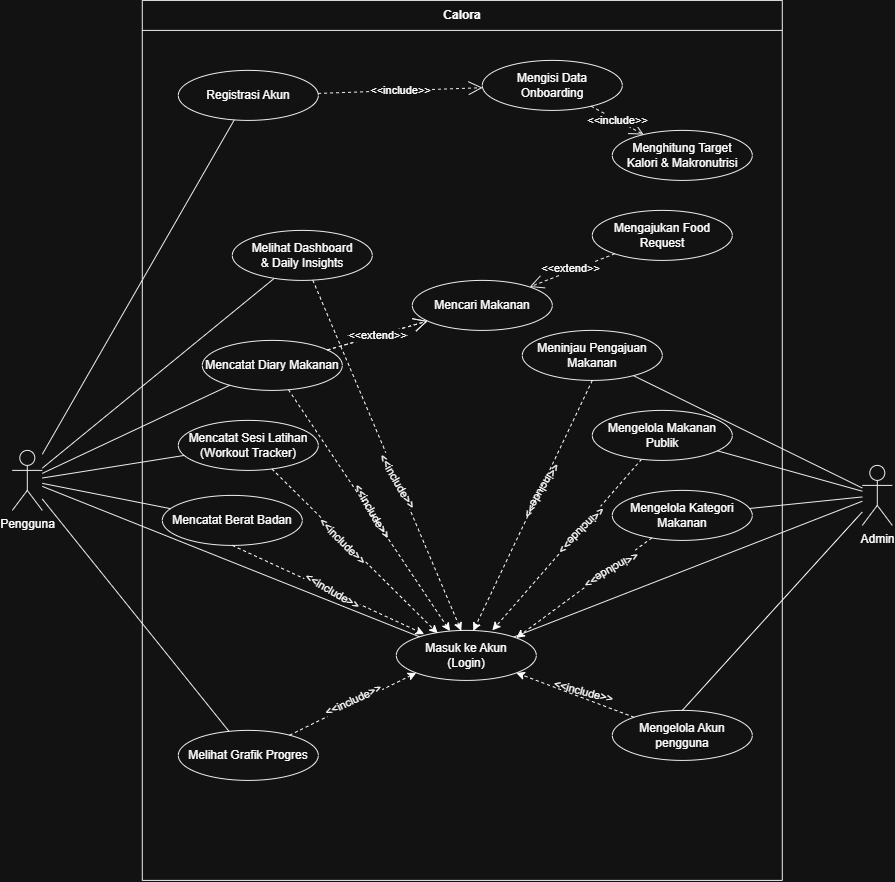 Calora
Registrasi Akun
<<include>>
Mengisi Data
Onboarding
<<include>>
Menghitung Target
Kalori & Makronutrisi
Mengajukan Food
Request
Melihat Dashboard
& Daily Insights
<<extend>>
Mencari Makanan
<<extend>>
Meninjau Pengajuan
Makanan
Mencatat Diary Makanan
Mengelola Makanan
Publik
Mencatat Sesi Latihan
(Workout Tracker)
<<include>>
<<include>>
<<include>>
Mengelola Kategori
Makanan
Mencatat Berat Badan
Pengguna
Admin
<<include>>
<<include>>
<<include>>
<<include>>
Masuk ke Akun
(Login)
<<include>>
<<include>>
Mengelola Akun
pengguna
Melihat Grafik Progres